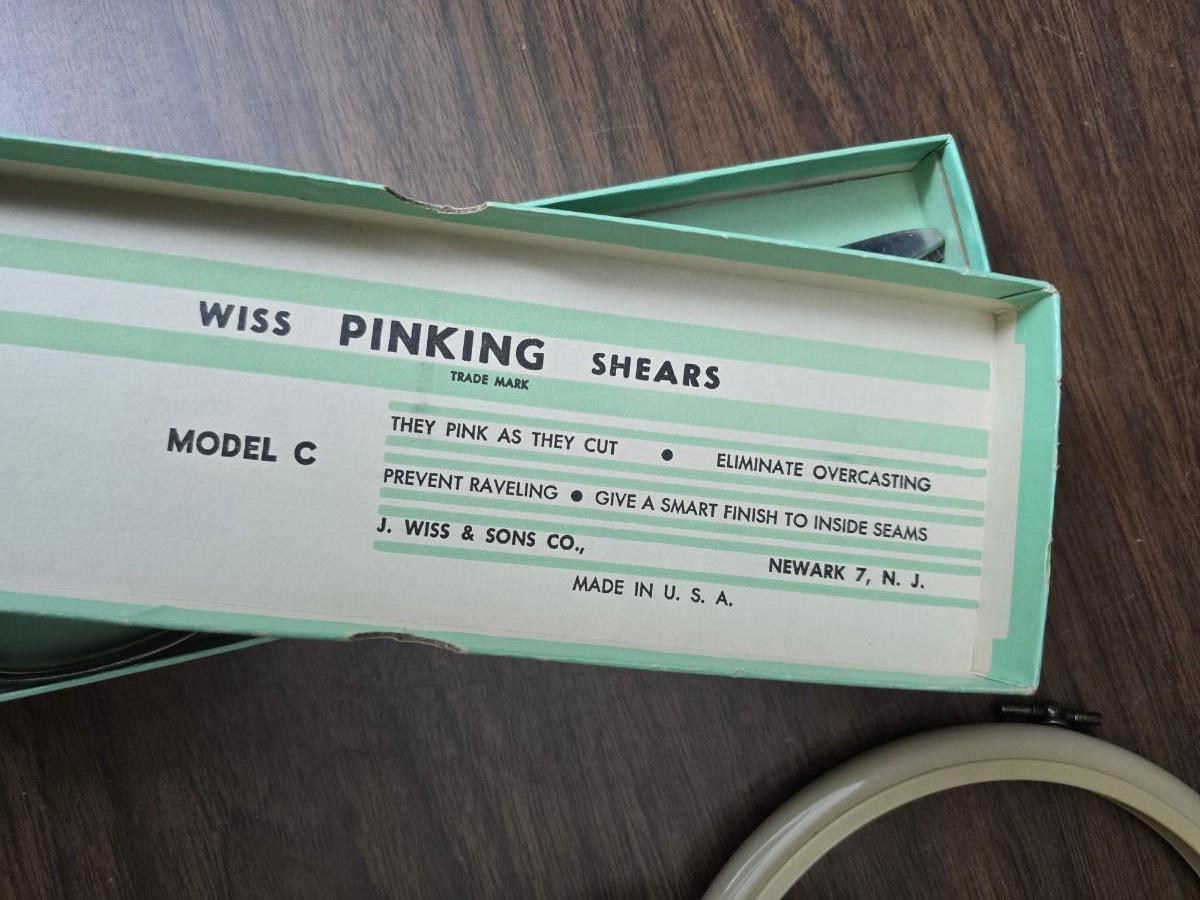 WISS PINKING SHEARS
TRADE MARK
MODEL C
THEY PINK AS THEY CUT ● ELIMINATE OVERCASTING
PREVENT RAVELING ● GIVE A SMART FINISH TO INSIDE SEAMS
J. WISS & SONS CO., NEWARK 7, N. J.
MADE IN U. S. A.